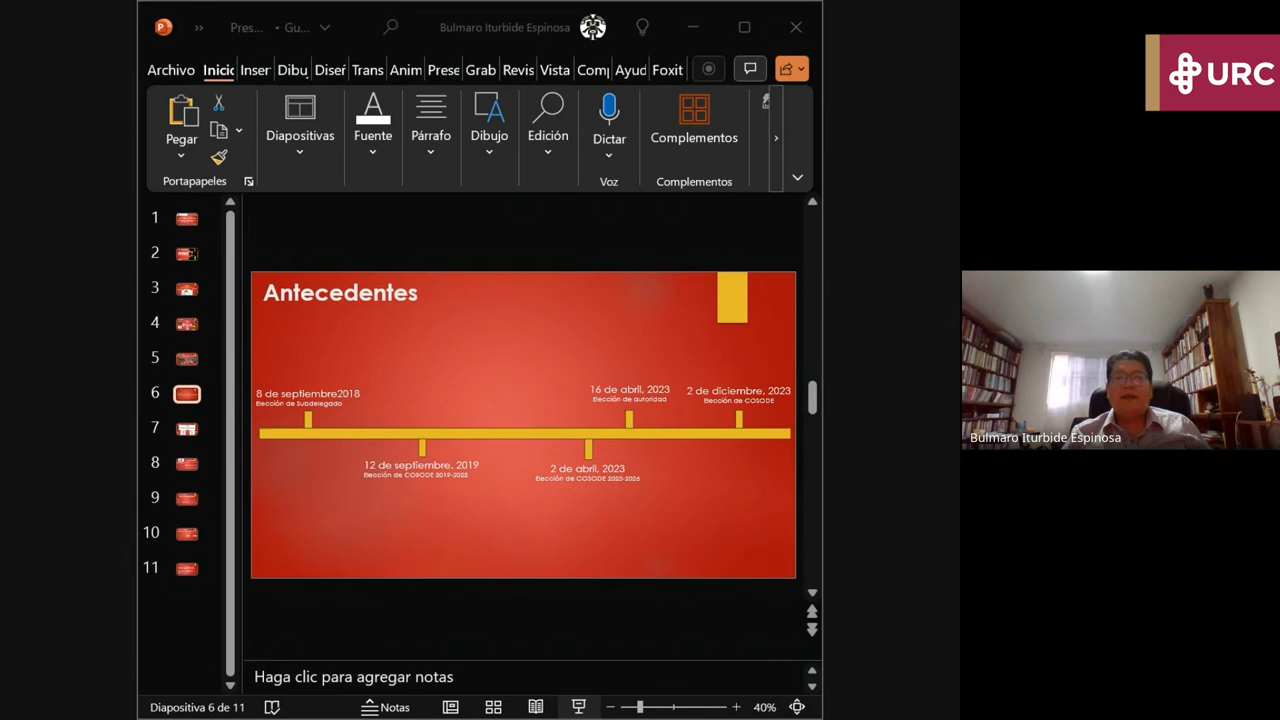 Pres... • Gu...
Bulmaro Iturbide Espinosa
Archivo Inicio Inser Dibu Diseñ Trans Anim Prese Grab Revis Vista Comp Ayud Foxit
Pegar
Diapositivas
Fuente
Párrafo
Dibujo
Edición
Dictar
Complementos
Portapapeles
Voz
Complementos
1
2
3
4
5
6
7
8
9
10
11
Antecedentes
8 de septiembre2018
Elección de Subdelegado
16 de abril, 2023
Elección de autoridad
2 de diciembre, 2023
Elección de COSODE
12 de septiembre, 2019
Elección de COSODE 2019-2022
2 de abril, 2023
Elección de COSODE 2023-2026
Haga clic para agregar notas
Diapositiva 6 de 11
Notas
40%
URC
Bulmaro Iturbide Espinosa